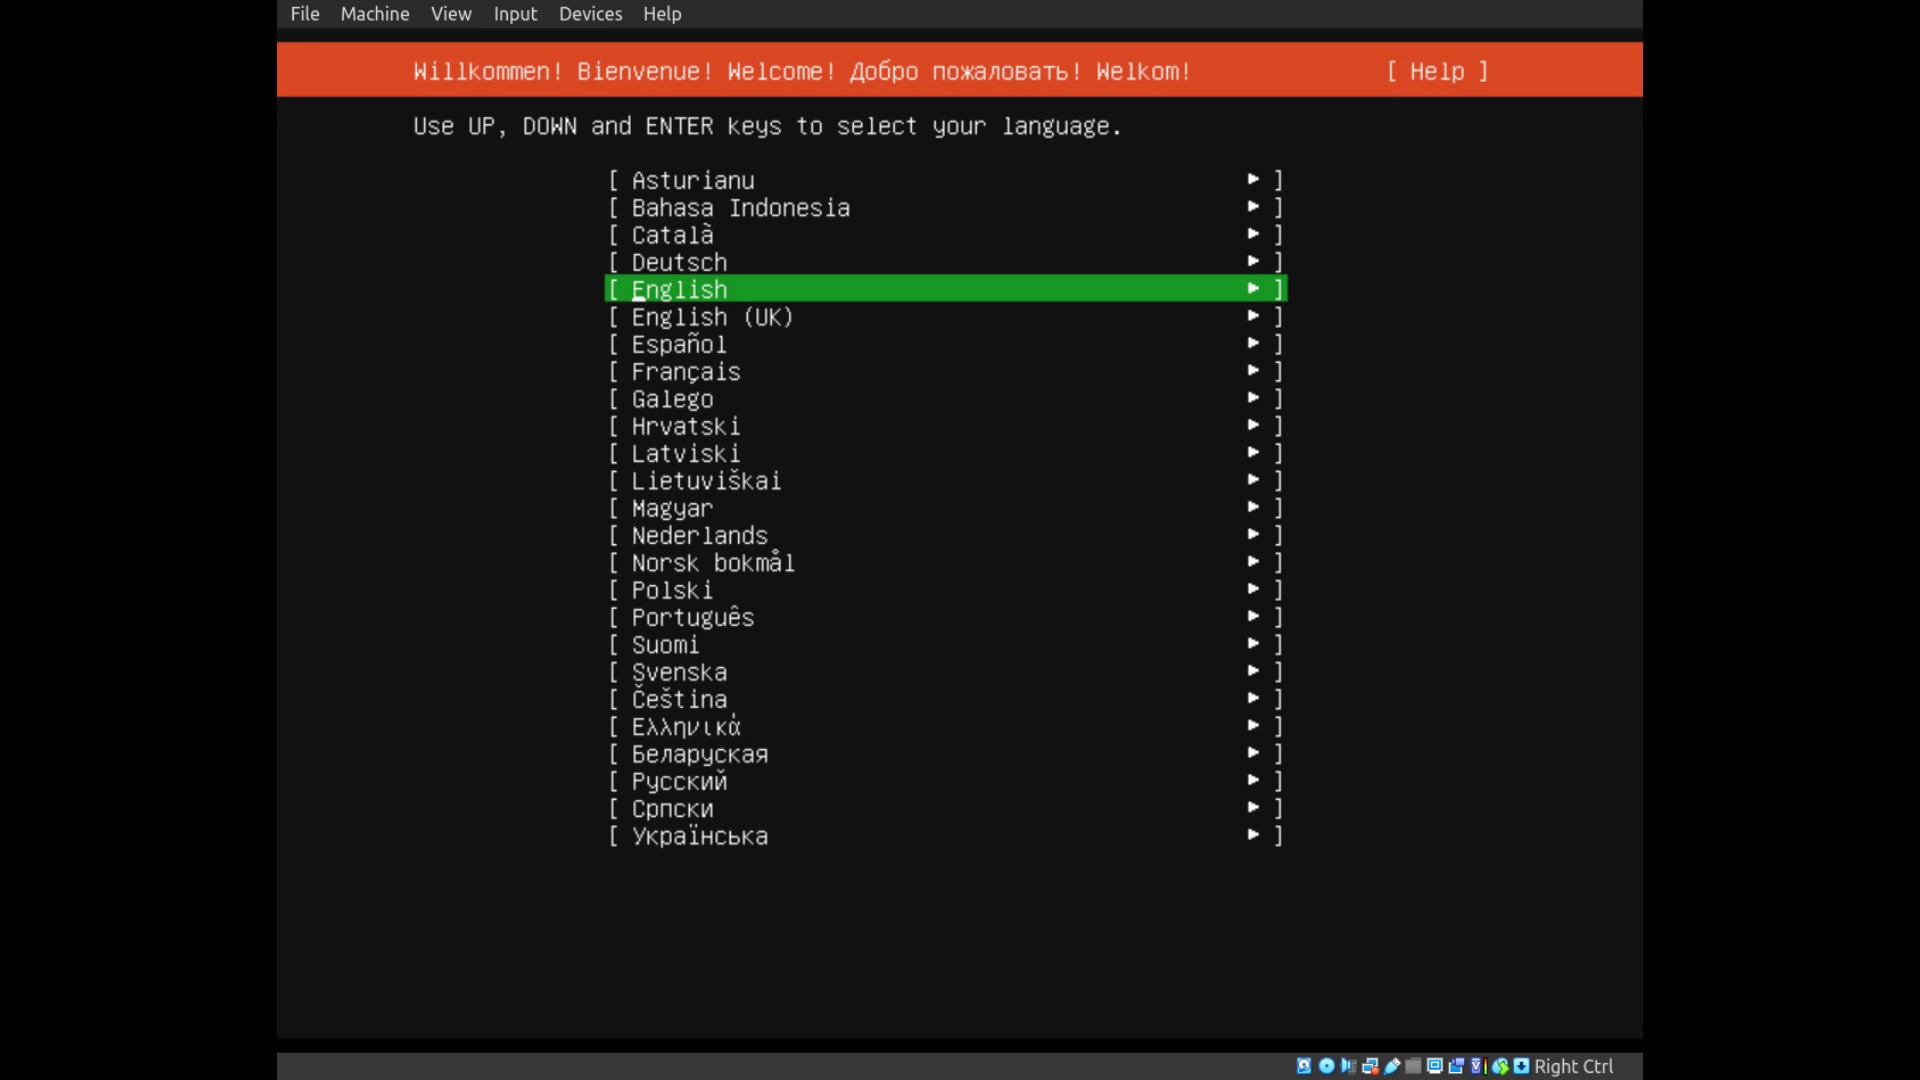 File Machine View Input Devices Help
Willkommen! Bienvenue! Welcome! Добро пожаловать! Welkom! [ Help ]
Use UP, DOWN and ENTER keys to select your language.
[ Asturianu ▸ ]
[ Bahasa Indonesia ▸ ]
[ Català ▸ ]
[ Deutsch ▸ ]
[ English ▸ ]
[ English (UK) ▸ ]
[ Español ▸ ]
[ Français ▸ ]
[ Galego ▸ ]
[ Hrvatski ▸ ]
[ Latviski ▸ ]
[ Lietuviškai ▸ ]
[ Magyar ▸ ]
[ Nederlands ▸ ]
[ Norsk bokmål ▸ ]
[ Polski ▸ ]
[ Português ▸ ]
[ Suomi ▸ ]
[ Svenska ▸ ]
[ Čeština ▸ ]
[ Ελληνικά ▸ ]
[ Беларуская ▸ ]
[ Русский ▸ ]
[ Српски ▸ ]
[ Українська ▸ ]
Right Ctrl